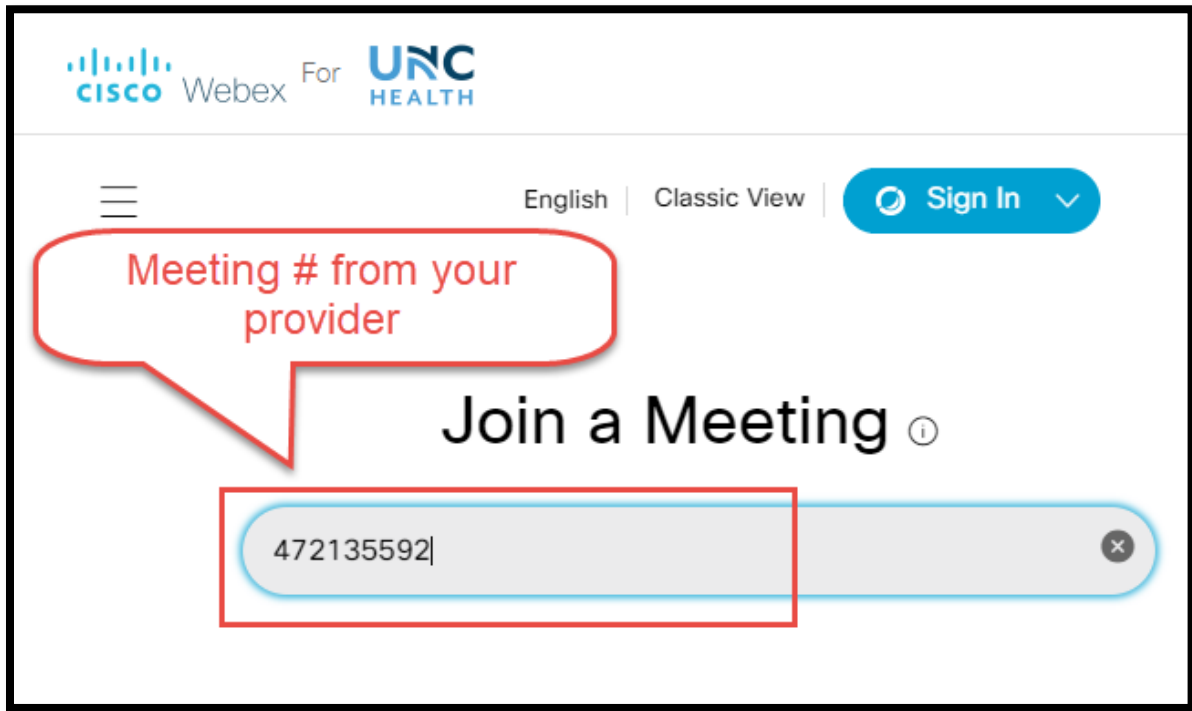 CISCO Webex For UNC HEALTH
English Classic View Sign In
Meeting # from your
provider
Join a Meeting
472135592